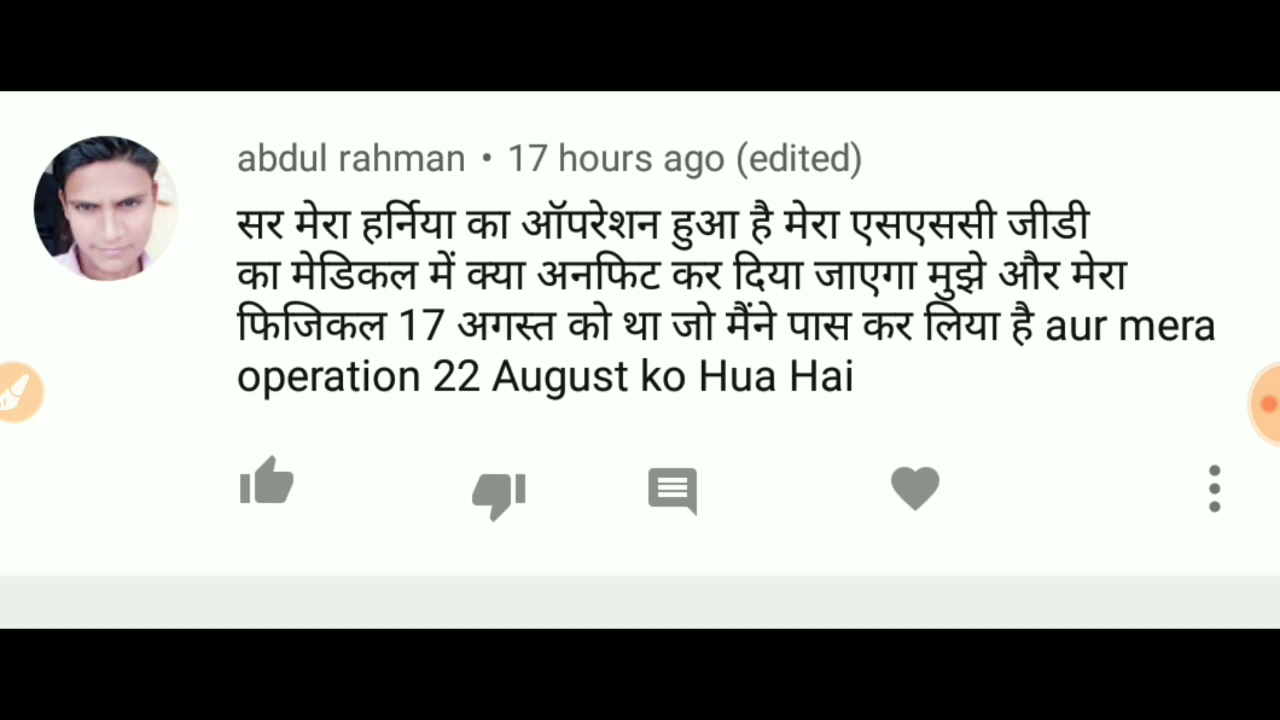 abdul rahman • 17 hours ago (edited)
सर मेरा हर्निया का ऑपरेशन हुआ है मेरा एसएससी जीडी
का मेडिकल में क्या अनफिट कर दिया जाएगा मुझे और मेरा
फिजिकल 17 अगस्त को था जो मैंने पास कर लिया है aur mera
operation 22 August ko Hua Hai